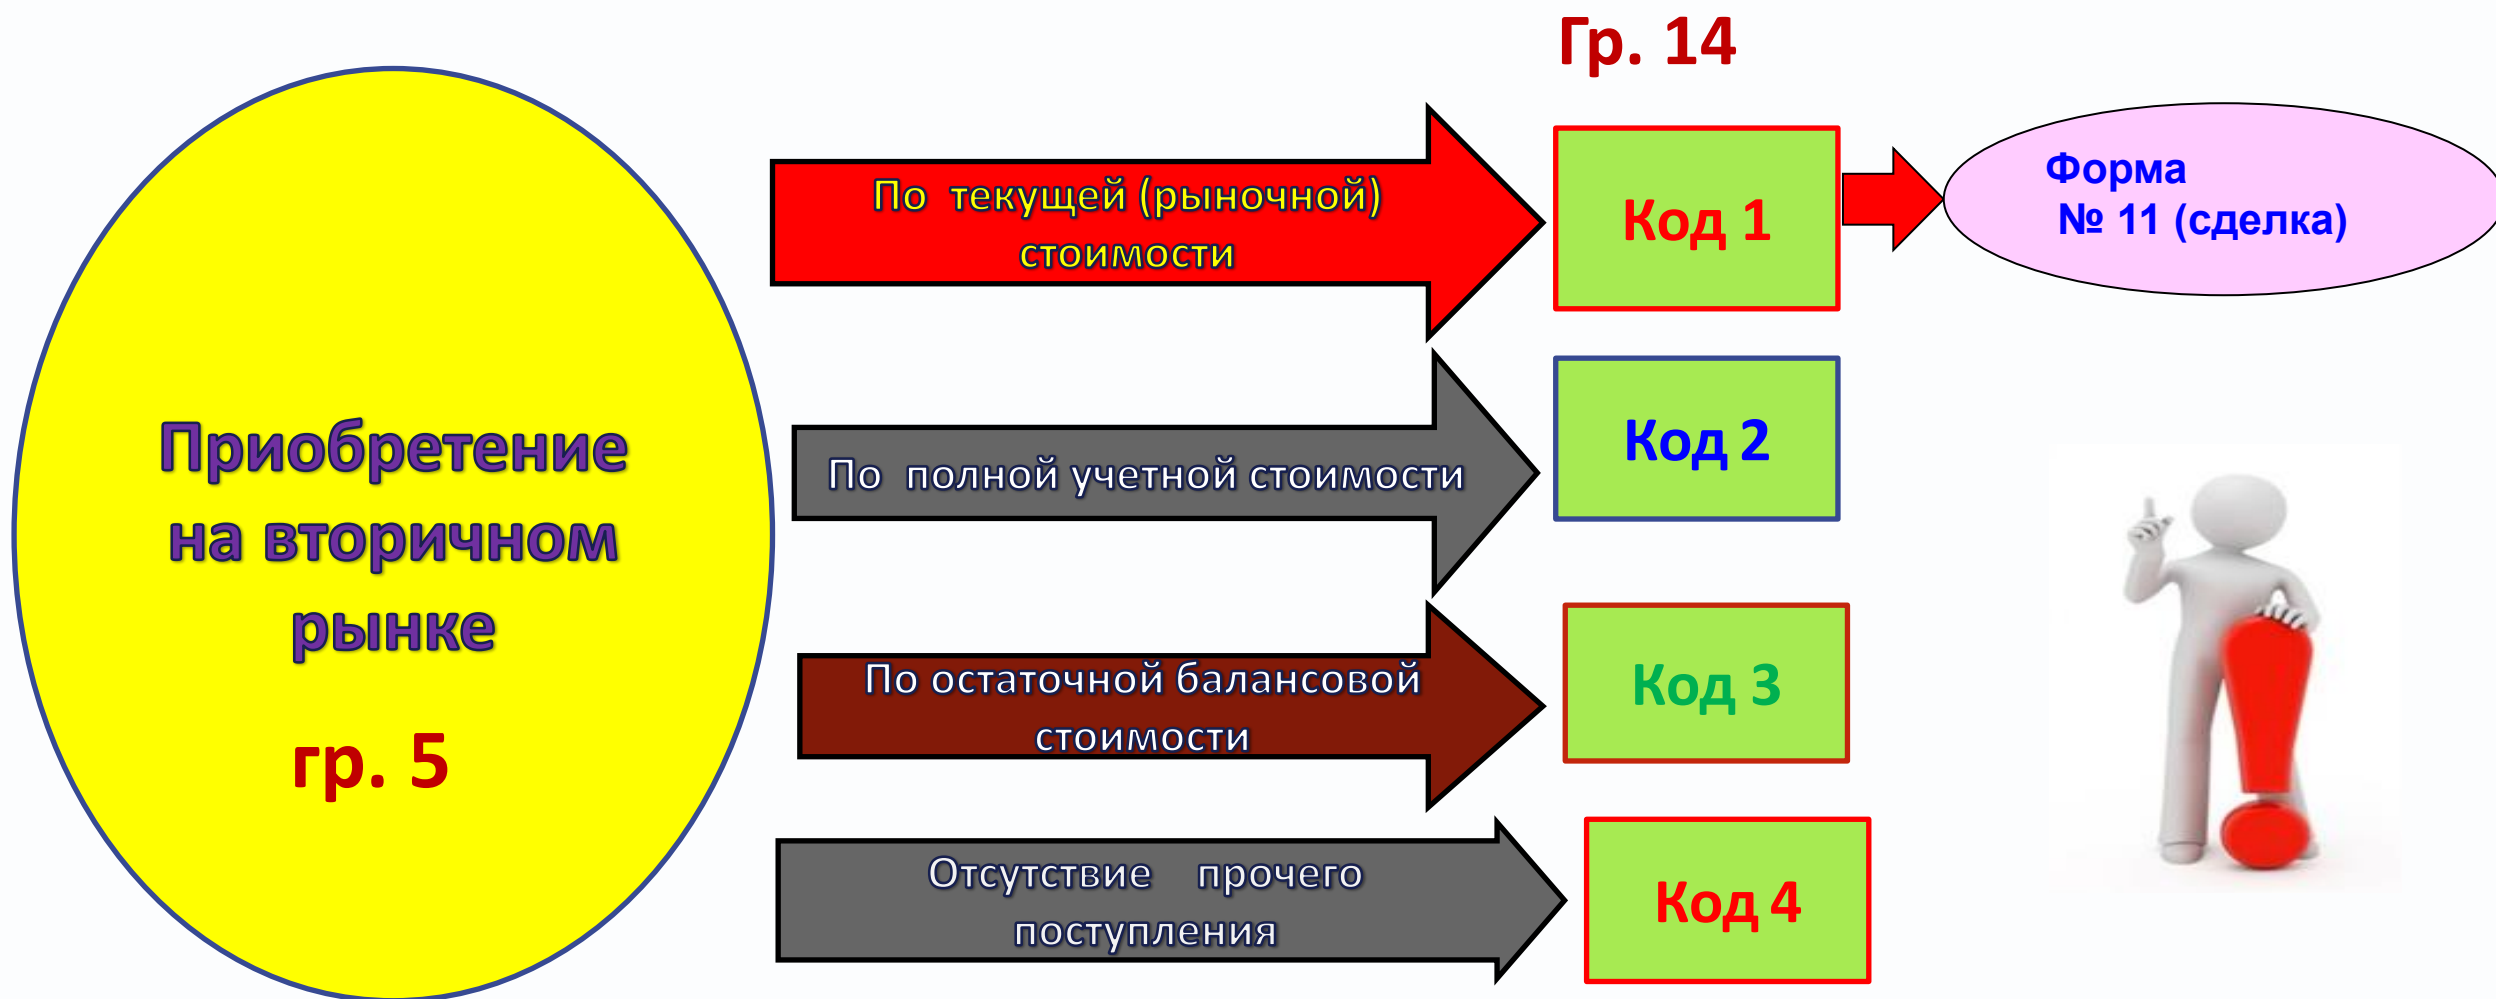 Гр. 14
По текущей (рыночной)
стоимости
Код 1
Форма
№ 11 (сделка)
По полной учетной стоимости
Код 2
Приобретение
на вторичном
рынке
гр. 5
По остаточной балансовой
стоимости
Код 3
Отсутствие прочего
поступления
Код 4